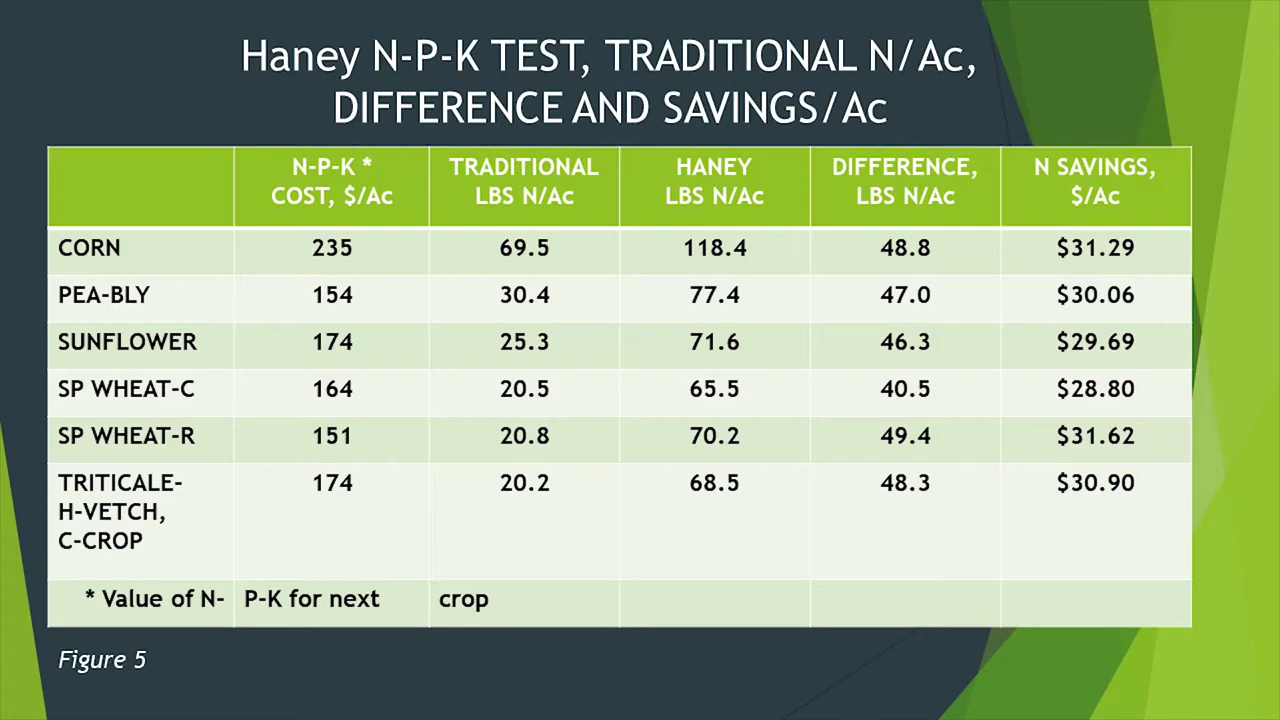 Haney N-P-K TEST, TRADITIONAL N/Ac,
DIFFERENCE AND SAVINGS/Ac
N-P-K * COST, $/Ac TRADITIONAL LBS N/Ac HANEY LBS N/Ac DIFFERENCE, LBS N/Ac N SAVINGS, $/Ac
CORN 235 69.5 118.4 48.8 $31.29
PEA-BLY 154 30.4 77.4 47.0 $30.06
SUNFLOWER 174 25.3 71.6 46.3 $29.69
SP WHEAT-C 164 20.5 65.5 40.5 $28.80
SP WHEAT-R 151 20.8 70.2 49.4 $31.62
TRITICALE- 174 20.2 68.5 48.3 $30.90
H-VETCH,
C-CROP
* Value of N- P-K for next crop
Figure 5